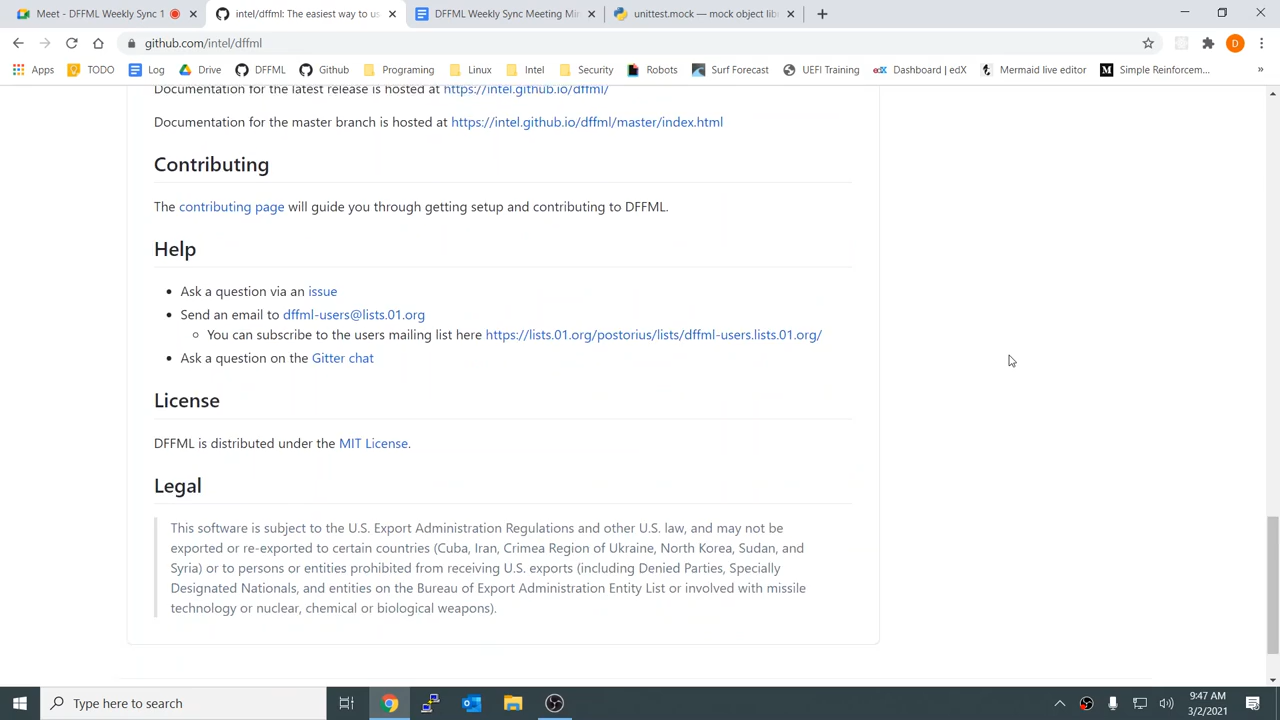 Meet - DFFML Weekly Sync 1
intel/dffml: The easiest way to us
DFFML Weekly Sync Meeting Min
unittest.mock — mock object lib
github.com/intel/dffml
D
Apps
TODO
Log
Drive
DFFML
Github
Programing
Linux
Intel
Security
Robots
Surf Forecast
UEFI Training
edX Dashboard | edX
Mermaid live editor
M Simple Reinforcem...
»
Documentation for the latest release is hosted at https://intel.github.io/dffml/
Documentation for the master branch is hosted at https://intel.github.io/dffml/master/index.html
Contributing
The contributing page will guide you through getting setup and contributing to DFFML.
Help
• Ask a question via an issue
• Send an email to dffml-users@lists.01.org
◦ You can subscribe to the users mailing list here https://lists.01.org/postorius/lists/dffml-users.lists.01.org/
• Ask a question on the Gitter chat
License
DFFML is distributed under the MIT License.
Legal
This software is subject to the U.S. Export Administration Regulations and other U.S. law, and may not be
exported or re-exported to certain countries (Cuba, Iran, Crimea Region of Ukraine, North Korea, Sudan, and
Syria) or to persons or entities prohibited from receiving U.S. exports (including Denied Parties, Specially
Designated Nationals, and entities on the Bureau of Export Administration Entity List or involved with missile
technology or nuclear, chemical or biological weapons).
Type here to search
9:47 AM
3/2/2021